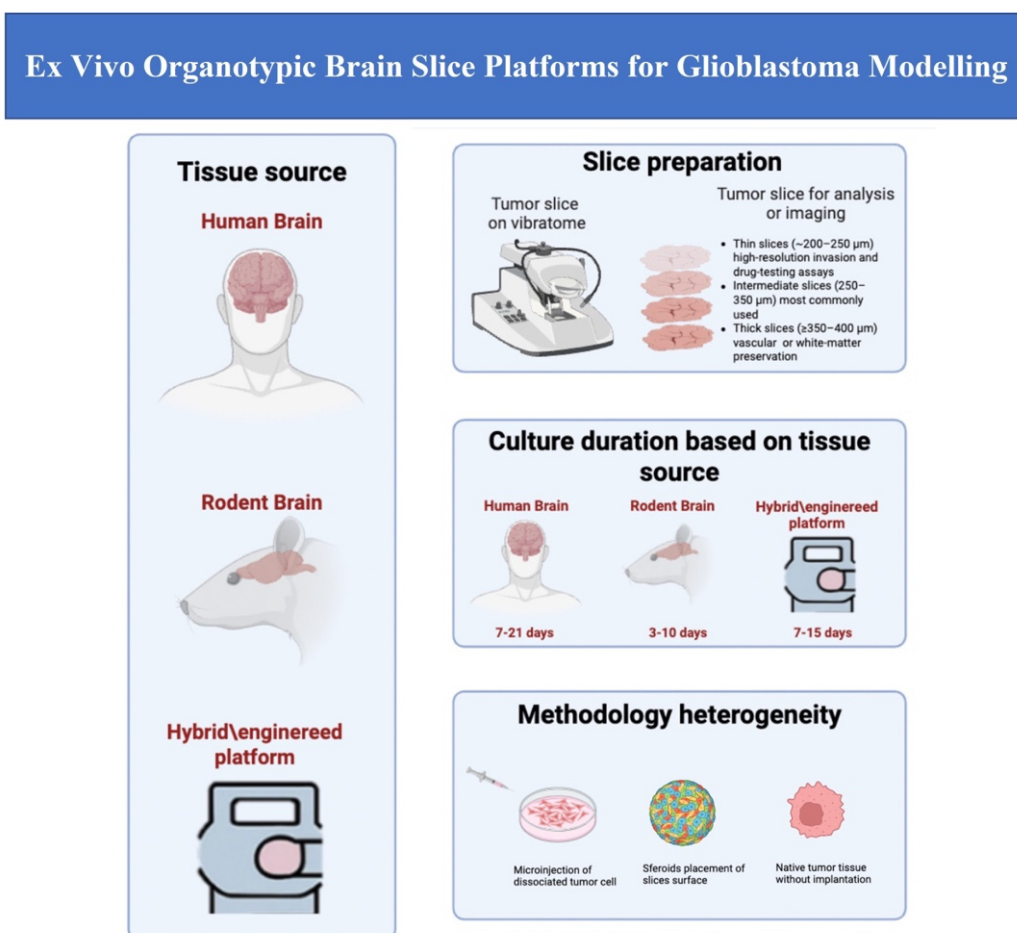 Ex Vivo Organotypic Brain Slice Platforms for Glioblastoma Modelling
Tissue source
Human Brain
Rodent Brain
Hybrid\enginereed
platform
Slice preparation
Tumor slice
on vibratome
Tumor slice for analysis
or imaging
• Thin slices (~200–250 µm)
high-resolution invasion and
drug-testing assays
• Intermediate slices (250–
350 µm) most commonly
used
• Thick slices (≥350–400 µm)
vascular or white-matter
preservation
Culture duration based on tissue
source
Human Brain
Rodent Brain
Hybrid\enginereed
platform
7-21 days
3-10 days
7-15 days
Methodology heterogeneity
Microinjection of
dissociated tumor cell
Sferoids placement of
slices surface
Native tumor tissue
without implantation